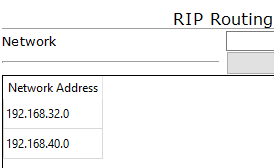 RIP Routing
Network
Network Address
192.168.32.0
192.168.40.0